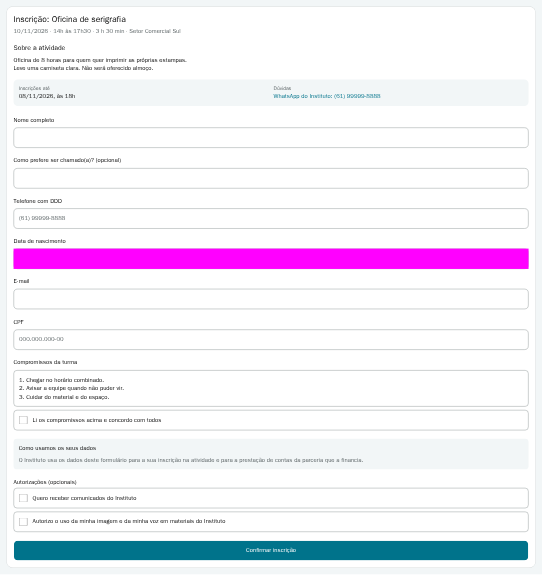 Inscrição: Oficina de serigrafia
10/11/2026 · 14h às 17h30 · 3 h 30 min · Setor Comercial Sul
Sobre a atividade
Oficina de 8 horas para quem quer imprimir as próprias estampas.
Leve uma camiseta clara. Não será oferecido almoço.
Inscrições até
08/11/2026, às 18h
Dúvidas
WhatsApp do Instituto: (61) 99999-8888
Nome completo
Como prefere ser chamado(a)? (opcional)
Telefone com DDD
(61) 99999-8888
Data de nascimento
E-mail
CPF
000.000.000-00
Compromissos da turma
1. Chegar no horário combinado.
2. Avisar a equipe quando não puder vir.
3. Cuidar do material e do espaço.
Li os compromissos acima e concordo com todos
Como usamos os seus dados
O Instituto usa os dados deste formulário para a sua inscrição na atividade e para a prestação de contas da parceria que a financia.
Autorizações (opcionais)
Quero receber comunicados do Instituto
Autorizo o uso da minha imagem e da minha voz em materiais do Instituto
Confirmar inscrição